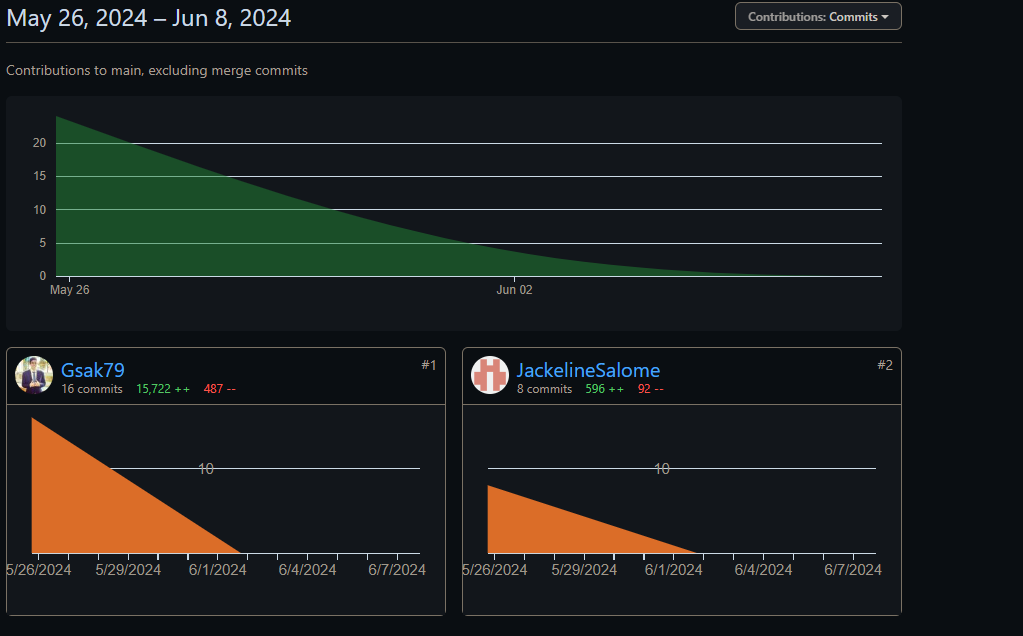 May 26, 2024 – Jun 8, 2024
Contributions: Commits
Contributions to main, excluding merge commits
20
15
10
5
0
May 26 Jun 02
Gsak79 #1
16 commits 15,722 ++ 487 --
10
5/26/2024 5/29/2024 6/1/2024 6/4/2024 6/7/2024
JackelineSalome #2
8 commits 596 ++ 92 --
10
5/26/2024 5/29/2024 6/1/2024 6/4/2024 6/7/2024